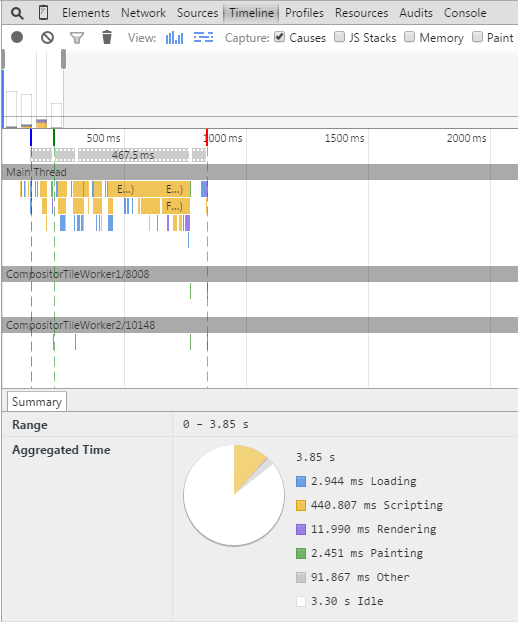 Elements Network Sources Timeline Profiles Resources Audits Console
View: Capture: Causes JS Stacks Memory Paint
500 ms 1000 ms 1500 ms 2000 ms
467.5 ms
Main Thread
E...) E...)
F...)
CompositorTileWorker1/8008
CompositorTileWorker2/10148
Summary
Range 0 – 3.85 s
Aggregated Time
3.85 s
2.944 ms Loading
440.807 ms Scripting
11.990 ms Rendering
2.451 ms Painting
91.867 ms Other
3.30 s Idle